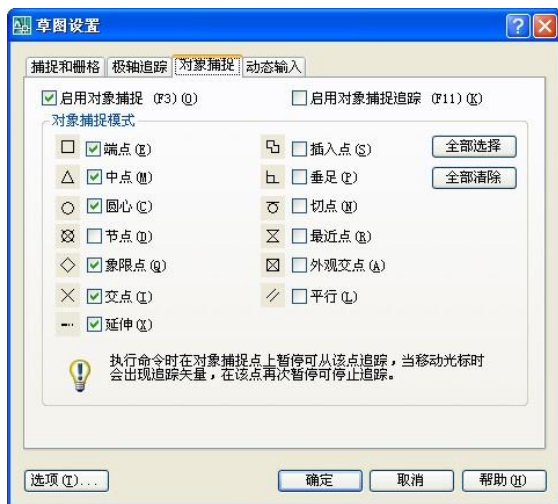 草图设置
捕捉和栅格 极轴追踪 对象捕捉 动态输入
启用对象捕捉 (F3)(O) 启用对象捕捉追踪 (F11)(K)
对象捕捉模式
端点(E) 插入点(S) 全部选择
中点(M) 垂足(P) 全部清除
圆心(C) 切点(N)
节点(D) 最近点(R)
象限点(Q) 外观交点(A)
交点(I) 平行(L)
延伸(X)
执行命令时在对象捕捉点上暂停可从该点追踪，当移动光标时
会出现追踪矢量，在该点再次暂停可停止追踪。
选项(T)... 确定 取消 帮助(H)